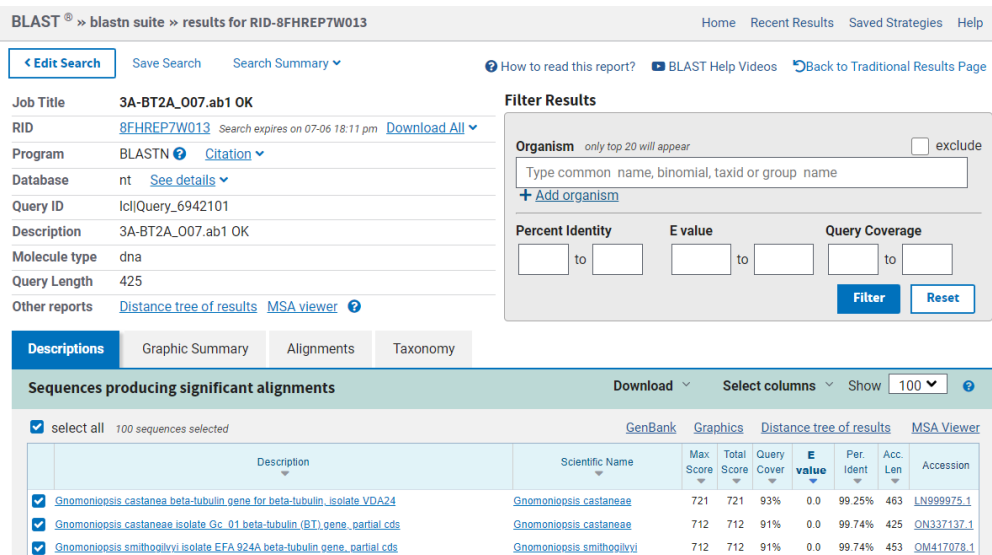 BLAST ® » blastn suite » results for RID-8FHREP7W013
Home Recent Results Saved Strategies Help
< Edit Search Save Search Search Summary
How to read this report? BLAST Help Videos Back to Traditional Results Page
Job Title 3A-BT2A_O07.ab1 OK
RID 8FHREP7W013 Search expires on 07-06 18:11 pm Download All
Program BLASTN Citation
Database nt See details
Query ID lcl|Query_6942101
Description 3A-BT2A_O07.ab1 OK
Molecule type dna
Query Length 425
Other reports Distance tree of results MSA viewer
Filter Results
Organism only top 20 will appear exclude
Type common name, binomial, taxid or group name
+ Add organism
Percent Identity E value Query Coverage
to to to
Filter Reset
Descriptions Graphic Summary Alignments Taxonomy
Sequences producing significant alignments Download Select columns Show 100
select all 100 sequences selected GenBank Graphics Distance tree of results MSA Viewer
Description Scientific Name Max Score Total Score Query Cover E value Per. Ident Acc. Len Accession
Gnomoniopsis castanea beta-tubulin gene for beta-tubulin, isolate VDA24 Gnomoniopsis castaneae 721 721 93% 0.0 99.25% 463 LN999975.1
Gnomoniopsis castaneae isolate Gc_01 beta-tubulin (BT) gene, partial cds Gnomoniopsis castaneae 712 712 91% 0.0 99.74% 425 ON337137.1
Gnomoniopsis smithogilvyi isolate EFA 924A beta-tubulin gene, partial cds Gnomoniopsis smithogilvyi 712 712 91% 0.0 99.74% 453 OM417078.1